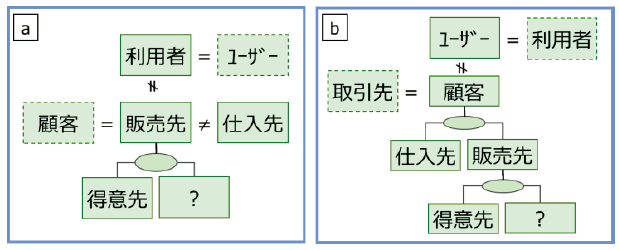 a
利用者 = ﾕｰｻﾞｰ
≠
顧客 = 販売先 ≠ 仕入先
得意先 ?
b
ﾕｰｻﾞｰ = 利用者
≠
取引先 = 顧客
仕入先 販売先
得意先 ?